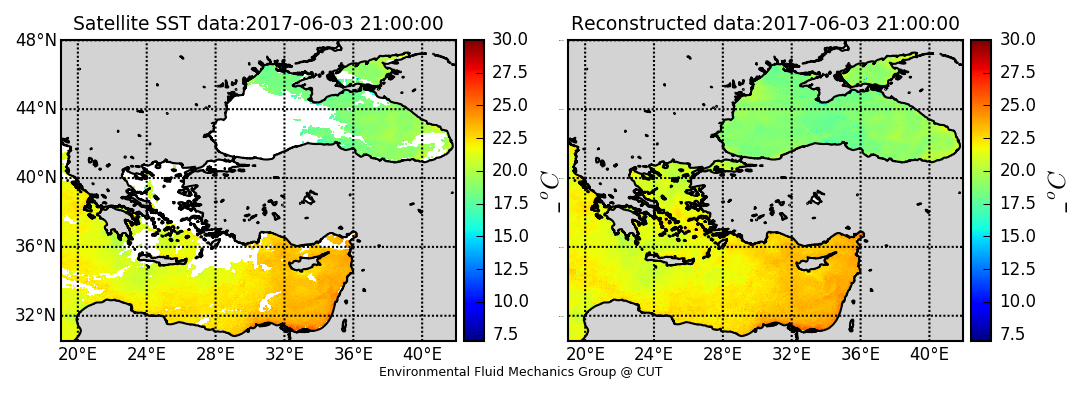 Satellite SST data:2017-06-03 21:00:00
Reconstructed data:2017-06-03 21:00:00
48°N
44°N
40°N
36°N
32°N
20°E 24°E 28°E 32°E 36°E 40°E
30.0
27.5
25.0
22.5
20.0
17.5
15.0
12.5
10.0
7.5
_°C
20°E 24°E 28°E 32°E 36°E 40°E
30.0
27.5
25.0
22.5
20.0
17.5
15.0
12.5
10.0
7.5
_°C
Environmental Fluid Mechanics Group @ CUT